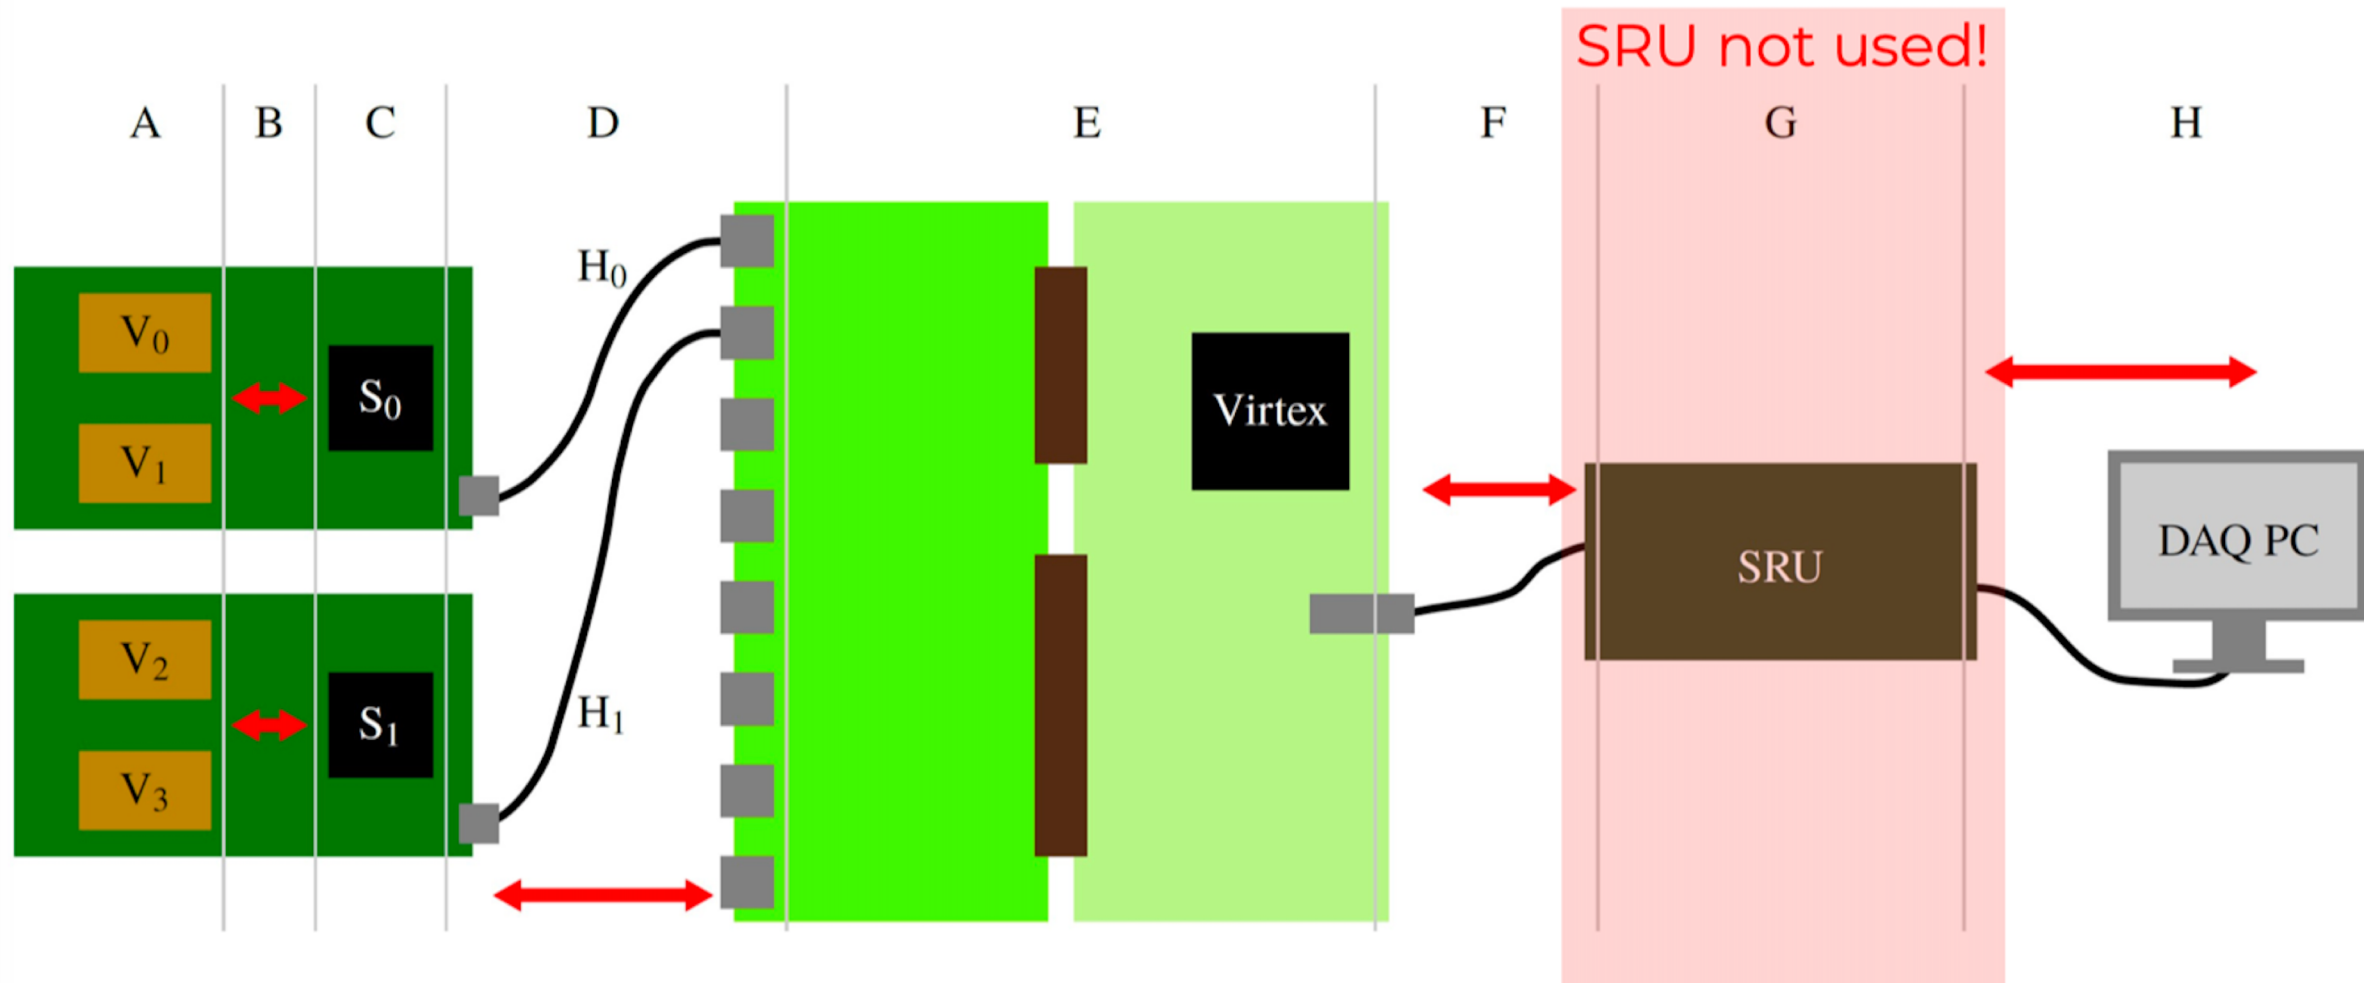 SRU not used!
A B C D E F G H
H₀
V₀
S₀
V₁
Virtex
DAQ PC
SRU
V₂
S₁
H₁
V₃